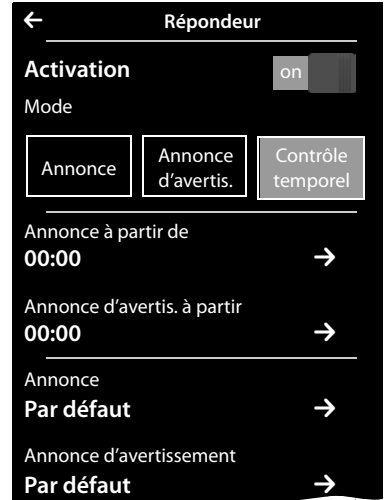 Répondeur
Activation
on
Mode
Annonce
Annonce
d'avertis.
Contrôle
temporel
Annonce à partir de
00:00
Annonce d'avertis. à partir
00:00
Annonce
Par défaut
Annonce d'avertissement
Par défaut